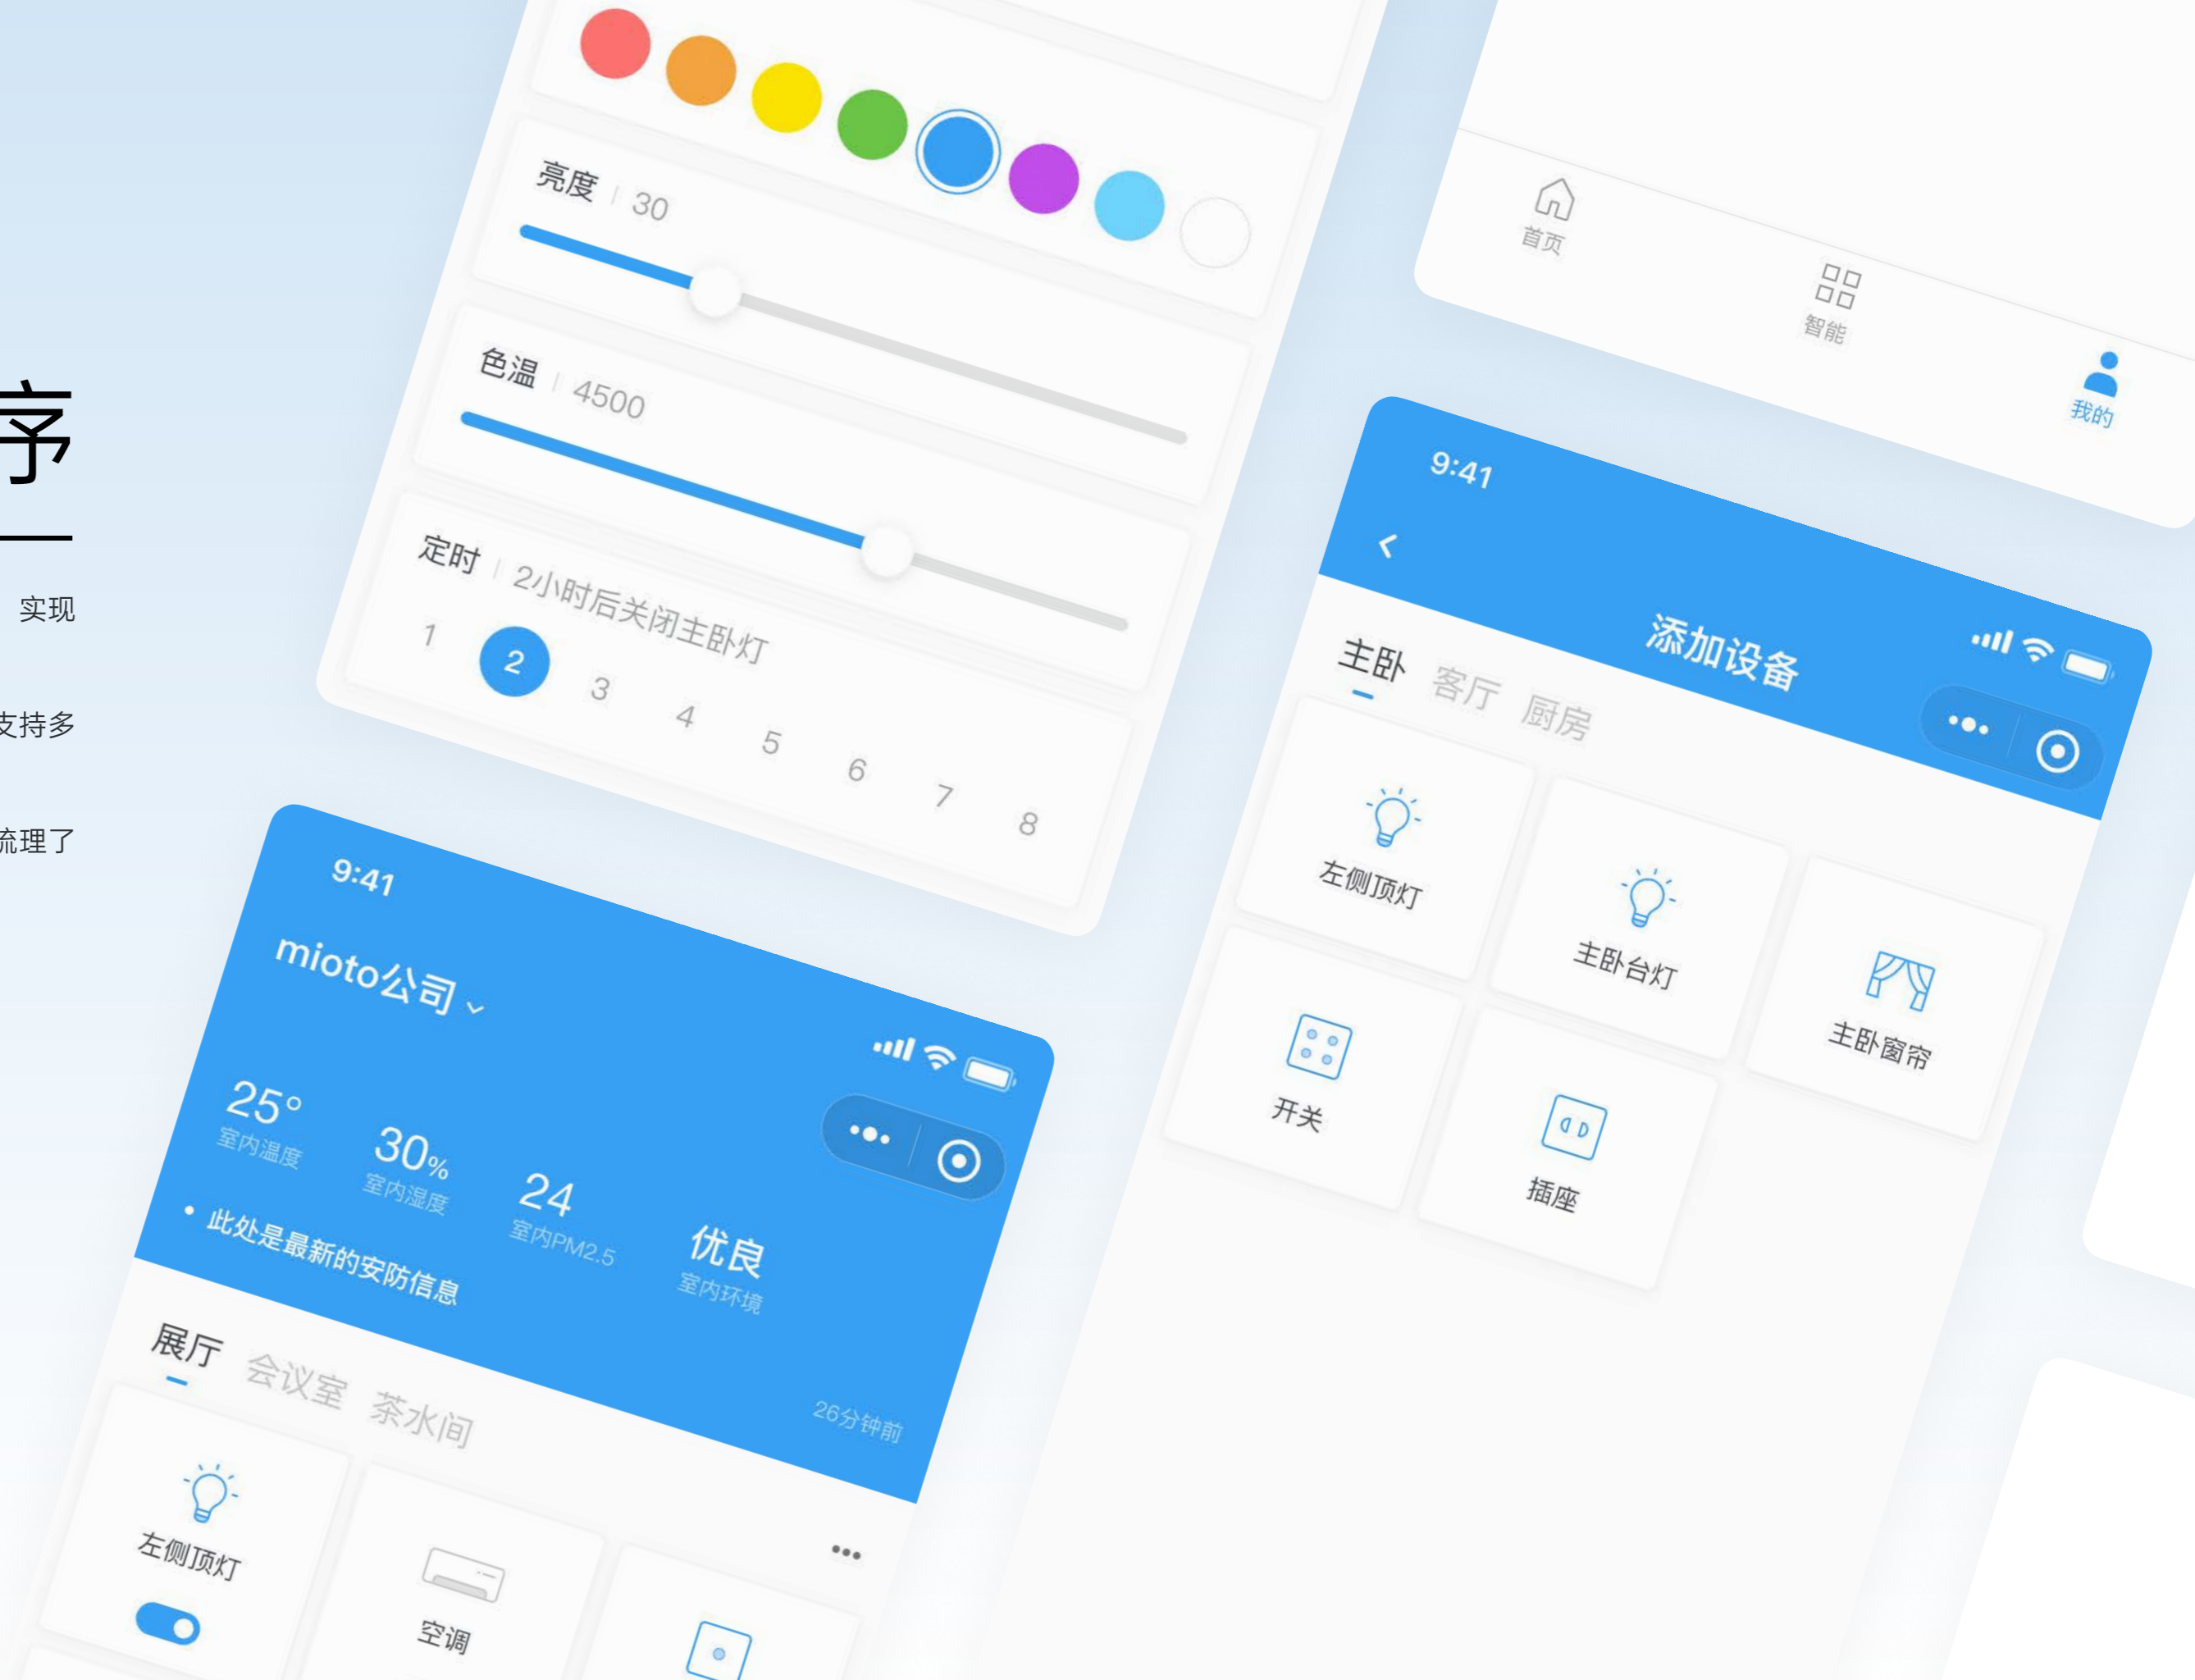 序
实现
支持多
梳理了
亮度 | 30
色温 | 4500
定时 | 2小时后关闭主卧灯
1 2 3 4 5 6 7 8
首页
智能
我的
9:41
添加设备
主卧 客厅 厨房
左侧顶灯
主卧台灯
主卧窗帘
开关
插座
9:41
mioto公司
25°
室内温度
30%
室内湿度
24
室内PM2.5
优良
室内环境
• 此处是最新的安防信息
26分钟前
展厅 会议室 茶水间
左侧顶灯
空调